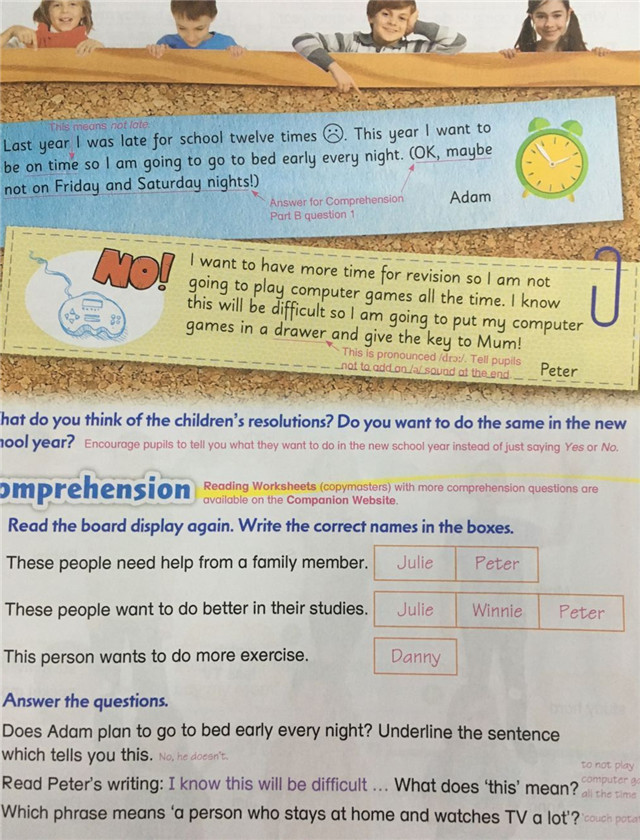 This means not late.
Last year I was late for school twelve times ☹. This year I want to
be on time so I am going to go to bed early every night. (OK, maybe
not on Friday and Saturday nights!)
Answer for Comprehension
Part B question 1
Adam
NO!
I want to have more time for revision so I am not
going to play computer games all the time. I know
this will be difficult so I am going to put my computer
games in a drawer and give the key to Mum!
This is pronounced /drɔː/. Tell pupils
not to add an /ə/ sound at the end.
Peter
hat do you think of the children's resolutions? Do you want to do the same in the new
hool year? Encourage pupils to tell you what they want to do in the new school year instead of just saying Yes or No.
omprehension
Reading Worksheets (copymasters) with more comprehension questions are
available on the Companion Website.
Read the board display again. Write the correct names in the boxes.
These people need help from a family member. Julie Peter
These people want to do better in their studies. Julie Winnie Peter
This person wants to do more exercise. Danny
Answer the questions.
Does Adam plan to go to bed early every night? Underline the sentence
which tells you this. No, he doesn't.
Read Peter's writing: I know this will be difficult ... What does 'this' mean?
to not play
computer ga
all the time
Which phrase means 'a person who stays at home and watches TV a lot'? 'couch pota